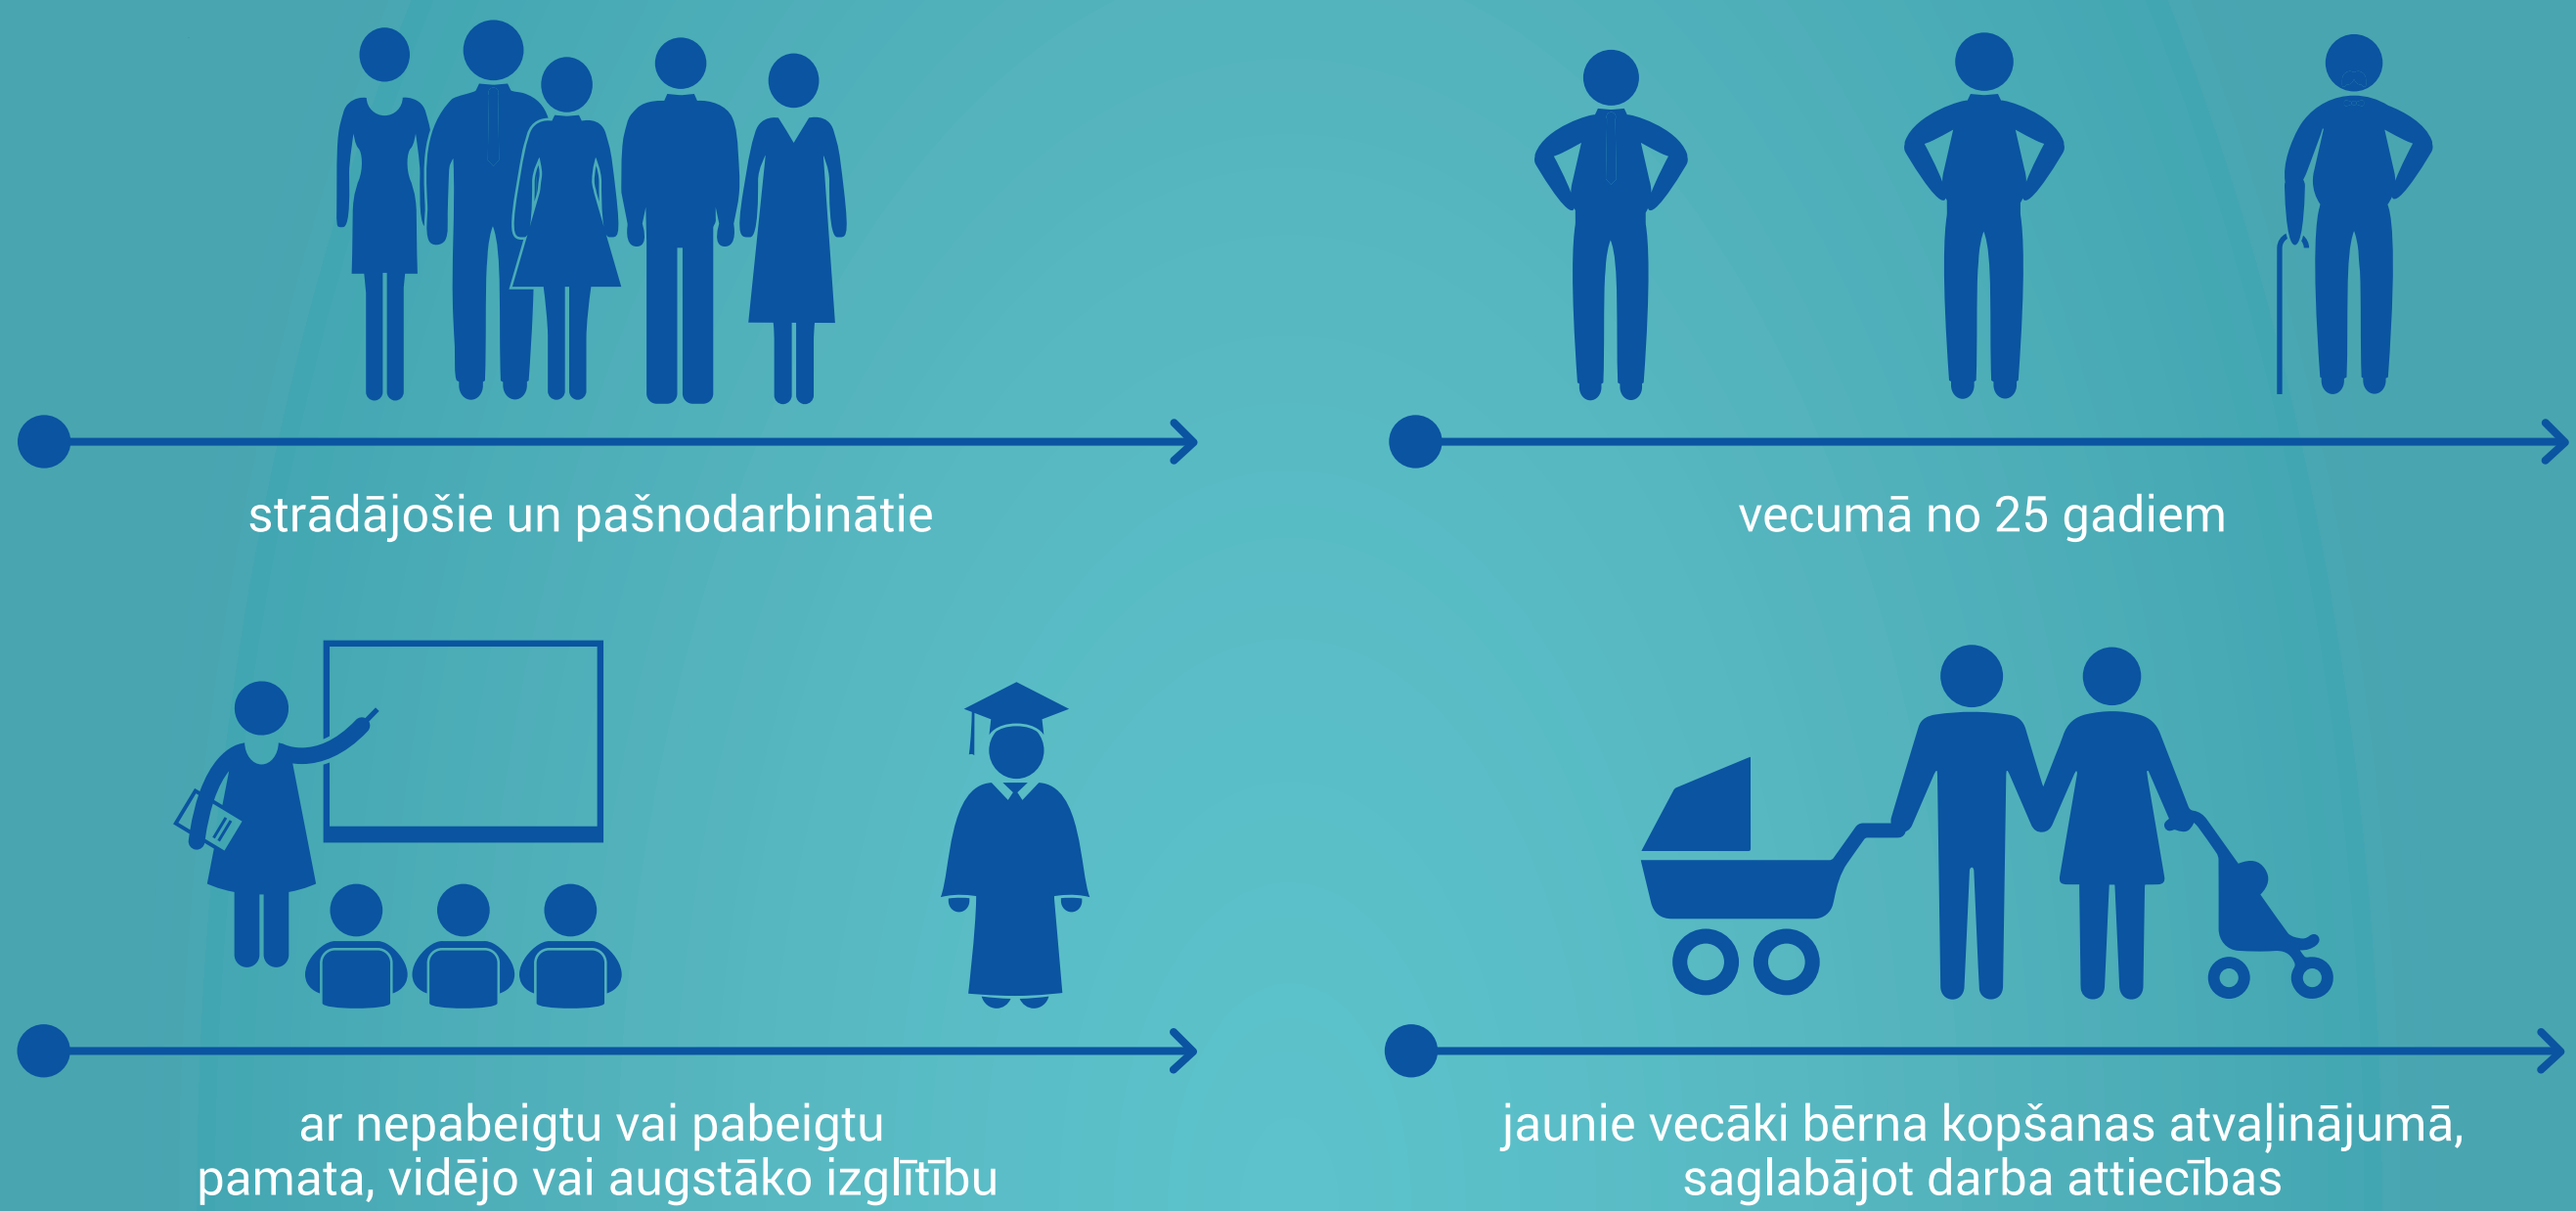 strādājošie un pašnodarbinātie
vecumā no 25 gadiem
ar nepabeigtu vai pabeigtu
pamata, vidējo vai augstāko izglītību
jaunie vecāki bērna kopšanas atvaļinājumā,
saglabājot darba attiecības